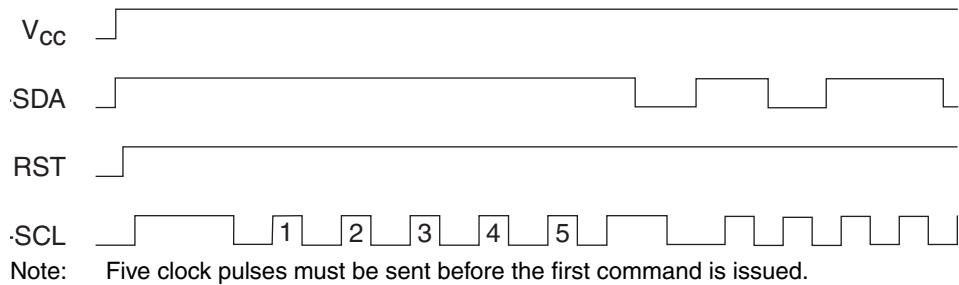 VCC
-SDA
RST
-SCL 1 2 3 4 5
Note: Five clock pulses must be sent before the first command is issued.